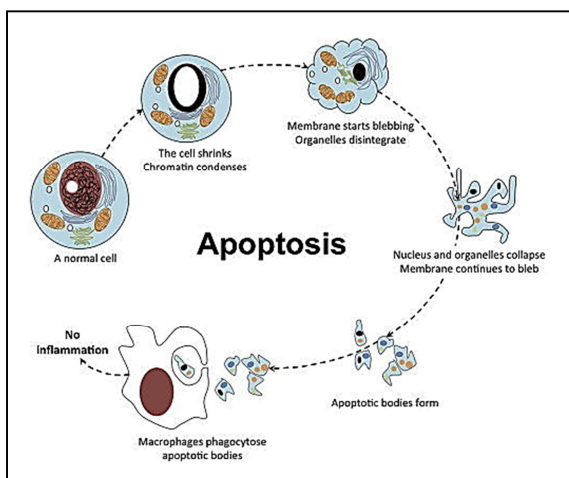 A normal cell
The cell shrinks
Chromatin condenses
Membrane starts blebbing
Organelles disintegrate
Nucleus and organelles collapse
Membrane continues to bleb
Apoptosis
Apoptotic bodies form
Macrophages phagocytose
apoptotic bodies
No
inflammation